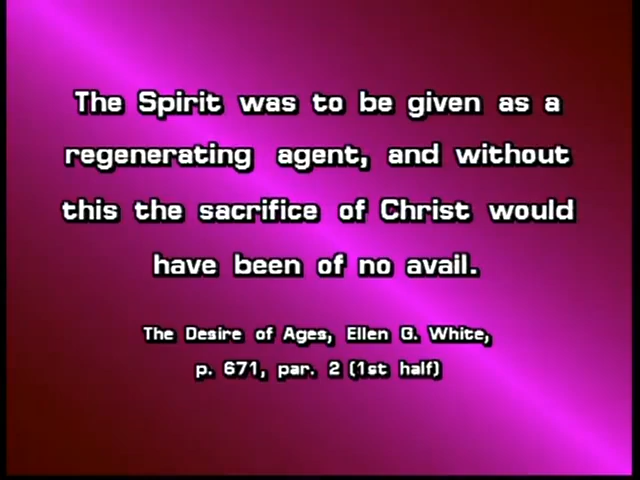 The Spirit was to be given as a
regenerating agent, and without
this the sacrifice of Christ would
have been of no avail.
The Desire of Ages, Ellen G. White,
p. 671, par. 2 (1st half)